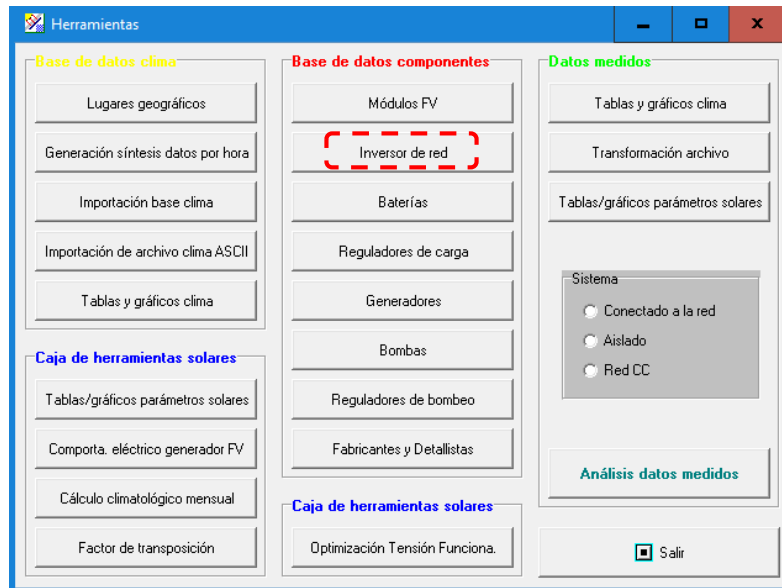 Herramientas
Base de datos clima
Lugares geográficos
Generación síntesis datos por hora
Importación base clima
Importación de archivo clima ASCII
Tablas y gráficos clima
Caja de herramientas solares
Tablas/gráficos parámetros solares
Comporta. eléctrico generador FV
Cálculo climatológico mensual
Factor de transposición
Base de datos componentes
Módulos FV
Inversor de red
Baterías
Reguladores de carga
Generadores
Bombas
Reguladores de bombeo
Fabricantes y Detallistas
Caja de herramientas solares
Optimización Tensión Funciona.
Datos medidos
Tablas y gráficos clima
Transformación archivo
Tablas/gráficos parámetros solares
Sistema
Conectado a la red
Aislado
Red CC
Análisis datos medidos
Salir